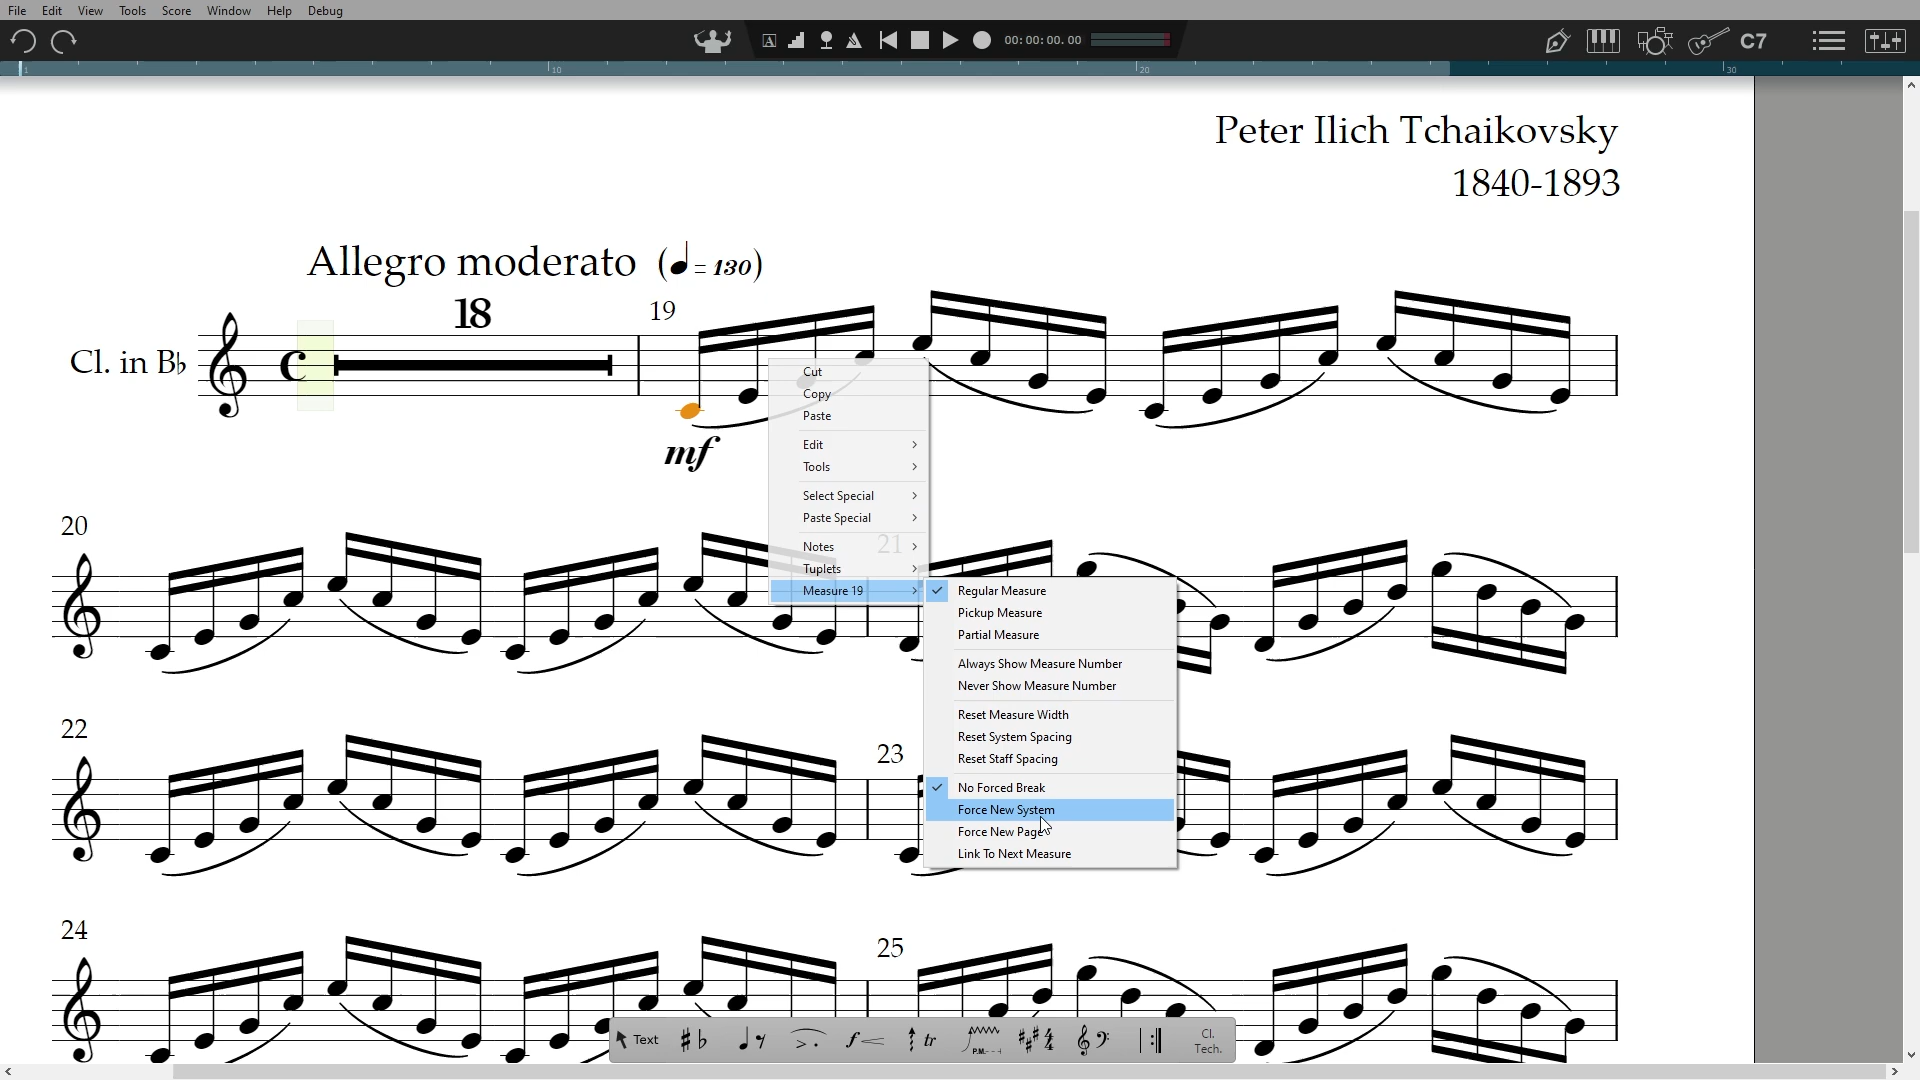 File Edit View Tools Score Window Help Debug
A 00:00:00. 00 C7
1 10 20 30
Peter Ilich Tchaikovsky
1840-1893
Allegro moderato (♩ = 130)
18 19
Cl. in B♭
mf
Cut
Copy
Paste
Edit
Tools
Select Special
Paste Special
20 21
Notes
Tuplets
Measure 19
Regular Measure
Pickup Measure
Partial Measure
Always Show Measure Number
Never Show Measure Number
Reset Measure Width
Reset System Spacing
Reset Staff Spacing
No Forced Break
Force New System
Force New Page
Link To Next Measure
22 23
24 25
Text f tr P.M. 4 4 Cl.
Tech.